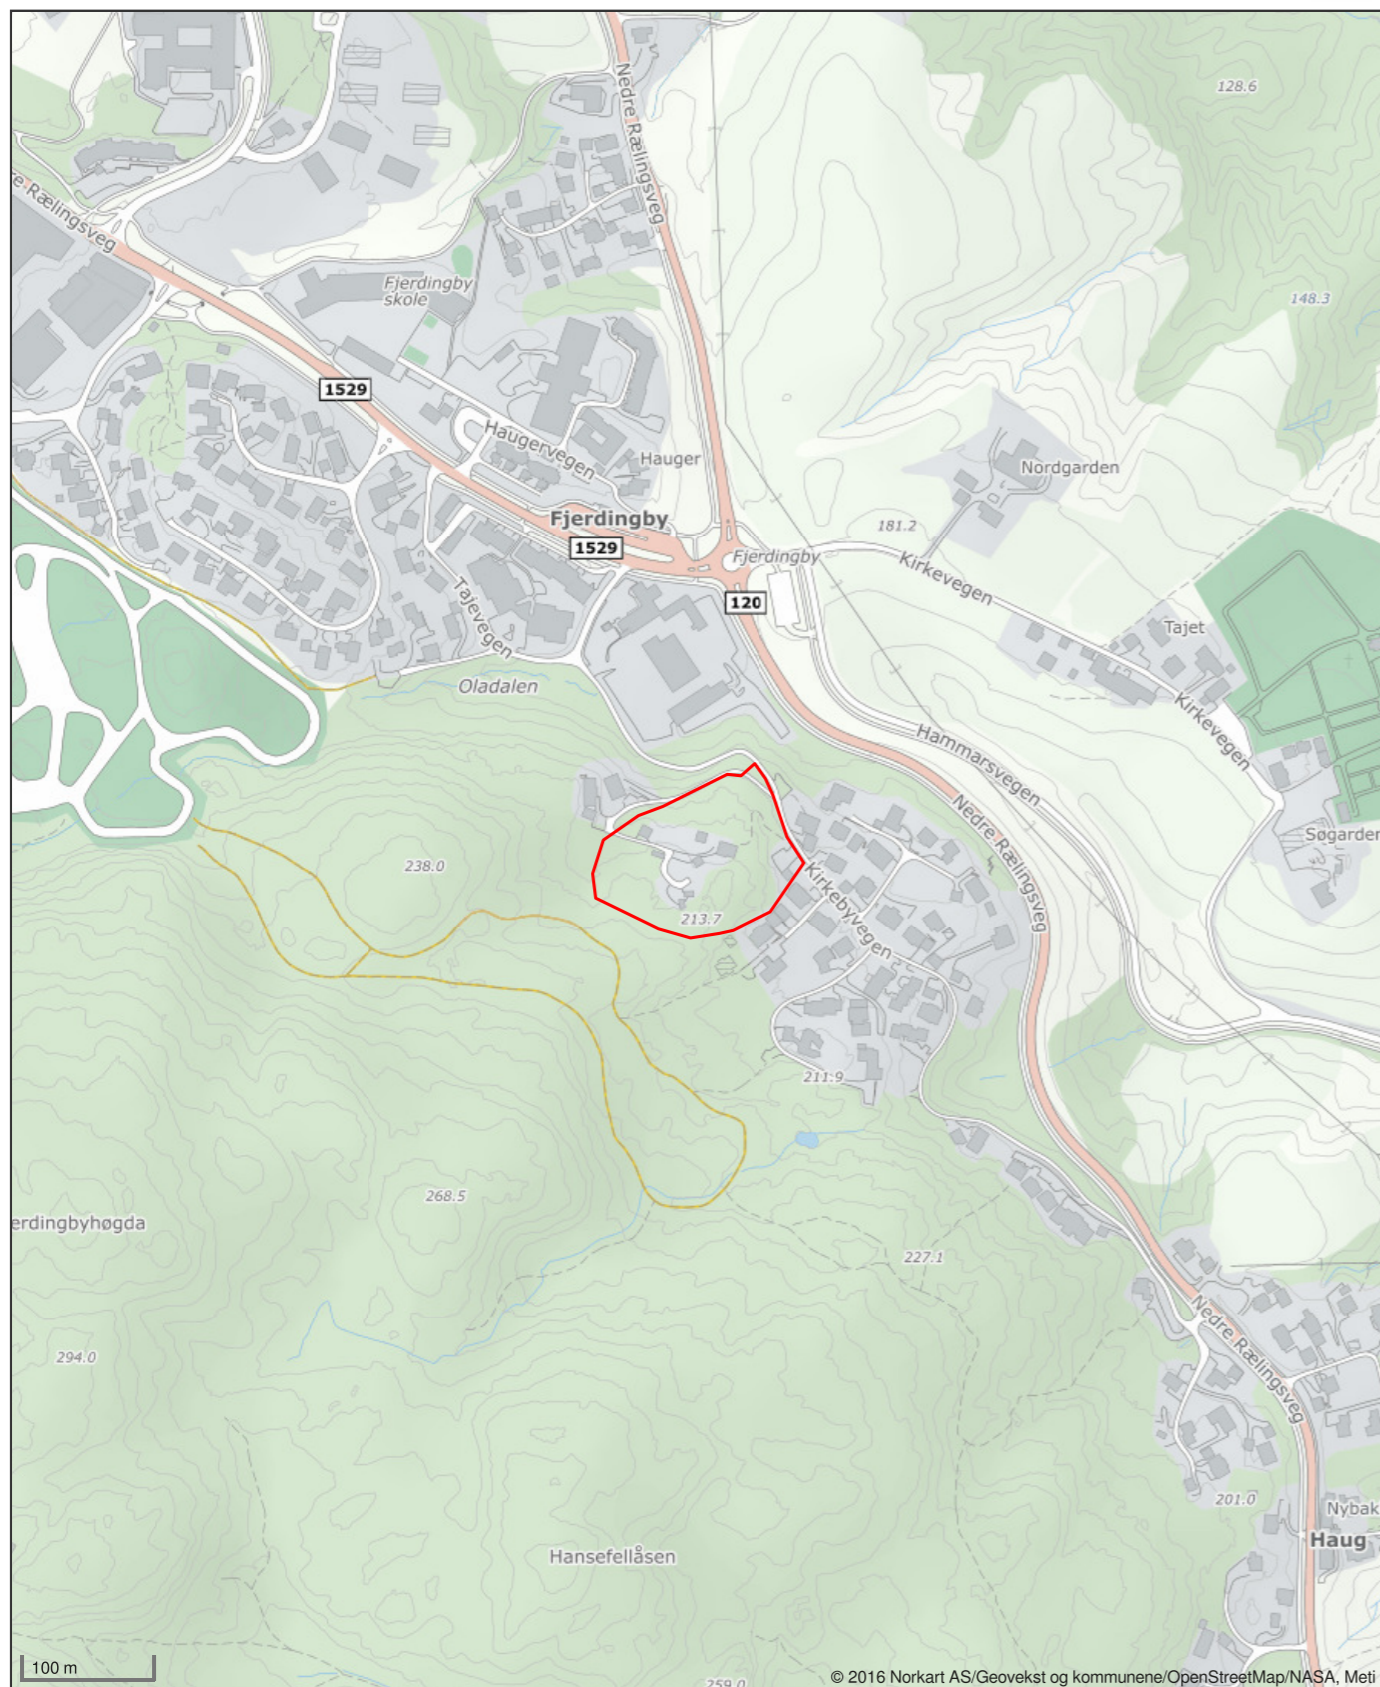 128.6
Nedre Rælingsveg
re Rælingsveg
Fjerdingby
skole
148.3
1529
Haugervegen
Hauger
Nordgarden
Fjerdingby
181.2
1529
Fjerdingby
Kirkevegen
120
Tajevegen
Tajet
Oladalen
Kirkevegen
Hammarsvegen
Nedre Rælingsveg
Søgarden
238.0
Kirkebyvegen
213.7
211.9
268.5
erdingbyhøgda
227.1
Nedre Rælingsveg
294.0
201.0
Nybak
Haug
Hansefellåsen
100 m
259.0
© 2016 Norkart AS/Geovekst og kommunene/OpenStreetMap/NASA, Meti